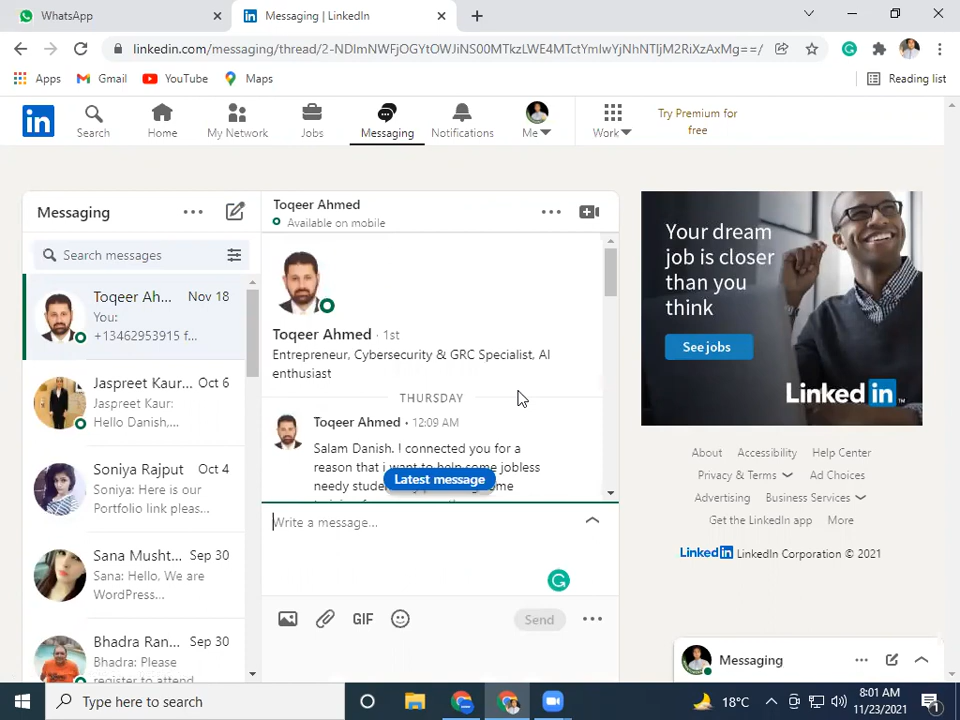 WhatsApp
Messaging | LinkedIn
linkedin.com/messaging/thread/2-NDlmNWFjOGYtOWJiNS00MTkzLWE4MTctYmIwYjNhNTljM2RiXzAxMg==/
Apps Gmail YouTube Maps Reading list
in Search Home My Network Jobs Messaging Notifications Me Work
Try Premium for
free
Messaging
Search messages
Toqeer Ah... Nov 18
You:
+13462953915 f...
Jaspreet Kaur... Oct 6
Jaspreet Kaur:
Hello Danish,...
Soniya Rajput Oct 4
Soniya: Here is our
Portfolio link pleas...
Sana Musht... Sep 30
Sana: Hello, We are
WordPress...
Bhadra Ran... Sep 30
Bhadra: Please
register to attend
Toqeer Ahmed
Available on mobile
Toqeer Ahmed · 1st
Entrepreneur, Cybersecurity & GRC Specialist, AI
enthusiast
THURSDAY
Toqeer Ahmed • 12:09 AM
Salam Danish. I connected you for a
reason that i want to help some jobless
needy stude
Latest message
Write a message...
GIF
Send
Your dream
job is closer
than you
think
See jobs
Linked in
About Accessibility Help Center
Privacy & Terms Ad Choices
Advertising Business Services
Get the LinkedIn app More
Linked in LinkedIn Corporation © 2021
Messaging
Type here to search
18°C
8:01 AM
11/23/2021
1